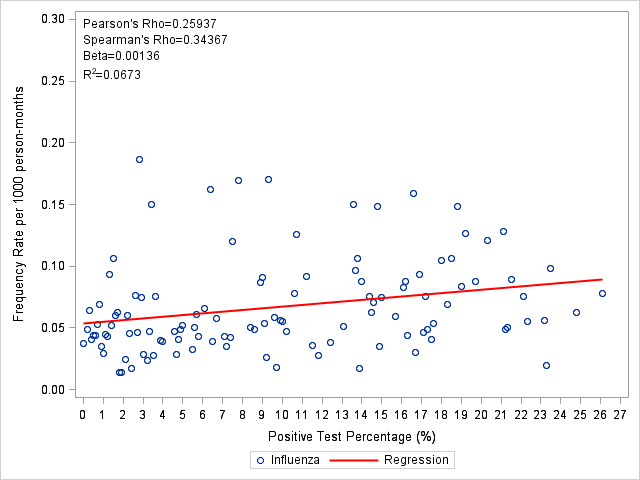 Pearson's Rho=0.25937
Spearman's Rho=0.34367
Beta=0.00136
R²=0.0673
Frequency Rate per 1000 person-months
0.30
0.25
0.20
0.15
0.10
0.05
0.00
0 1 2 3 4 5 6 7 8 9 10 11 12 13 14 15 16 17 18 19 20 21 22 23 24 25 26 27
Positive Test Percentage (%)
Influenza Regression